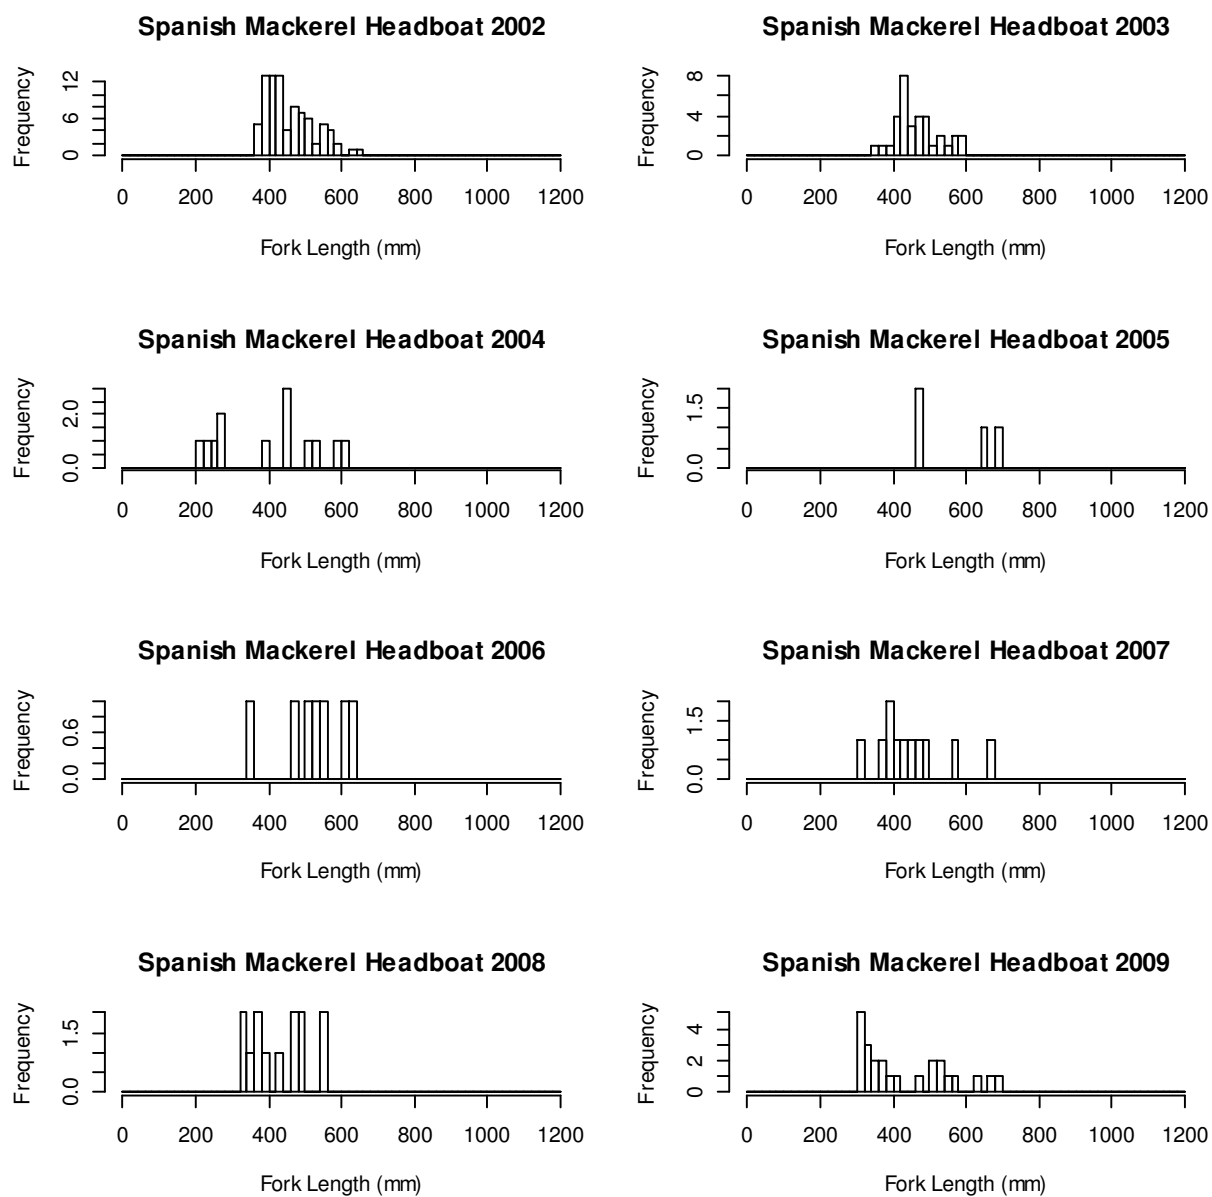 Spanish Mackerel Headboat 2002
Frequency
0 6 12
0 200 400 600 800 1000 1200
Fork Length (mm)
Spanish Mackerel Headboat 2003
Frequency
0 4 8
0 200 400 600 800 1000 1200
Fork Length (mm)
Spanish Mackerel Headboat 2004
Frequency
0.0 2.0
0 200 400 600 800 1000 1200
Fork Length (mm)
Spanish Mackerel Headboat 2005
Frequency
0.0 1.5
0 200 400 600 800 1000 1200
Fork Length (mm)
Spanish Mackerel Headboat 2006
Frequency
0.0 0.6
0 200 400 600 800 1000 1200
Fork Length (mm)
Spanish Mackerel Headboat 2007
Frequency
0.0 1.5
0 200 400 600 800 1000 1200
Fork Length (mm)
Spanish Mackerel Headboat 2008
Frequency
0.0 1.5
0 200 400 600 800 1000 1200
Fork Length (mm)
Spanish Mackerel Headboat 2009
Frequency
0 2 4
0 200 400 600 800 1000 1200
Fork Length (mm)